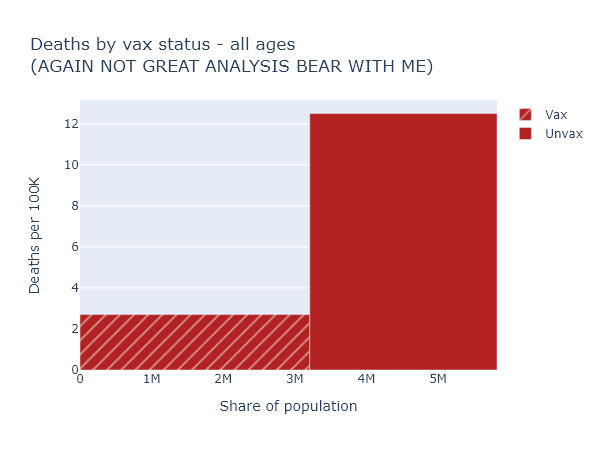 Deaths by vax status - all ages
(AGAIN NOT GREAT ANALYSIS BEAR WITH ME)
Vax
Unvax
Deaths per 100K
12
10
8
6
4
2
0
0 1M 2M 3M 4M 5M
Share of population